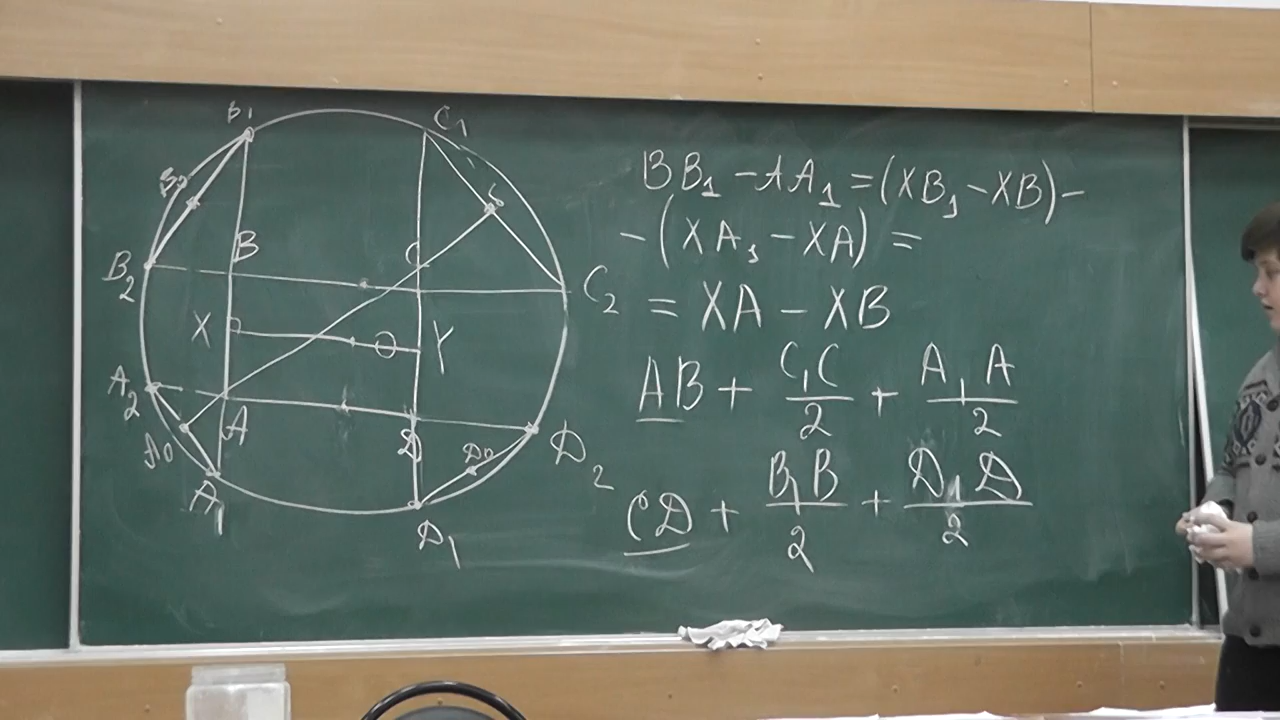 B₁
C₁
B₀
C
B₂
B
C
C₂
X
O
Y
A₂
A
D
A₀
D₀
D₂
A₁
D₁
BB₁ - AA₁ = (XB₁ - XB) -
- (XA₁ - XA) =
= XA - XB
AB + C₁C/2 + A₁A/2
CD + B₁B/2 + D₁D/2